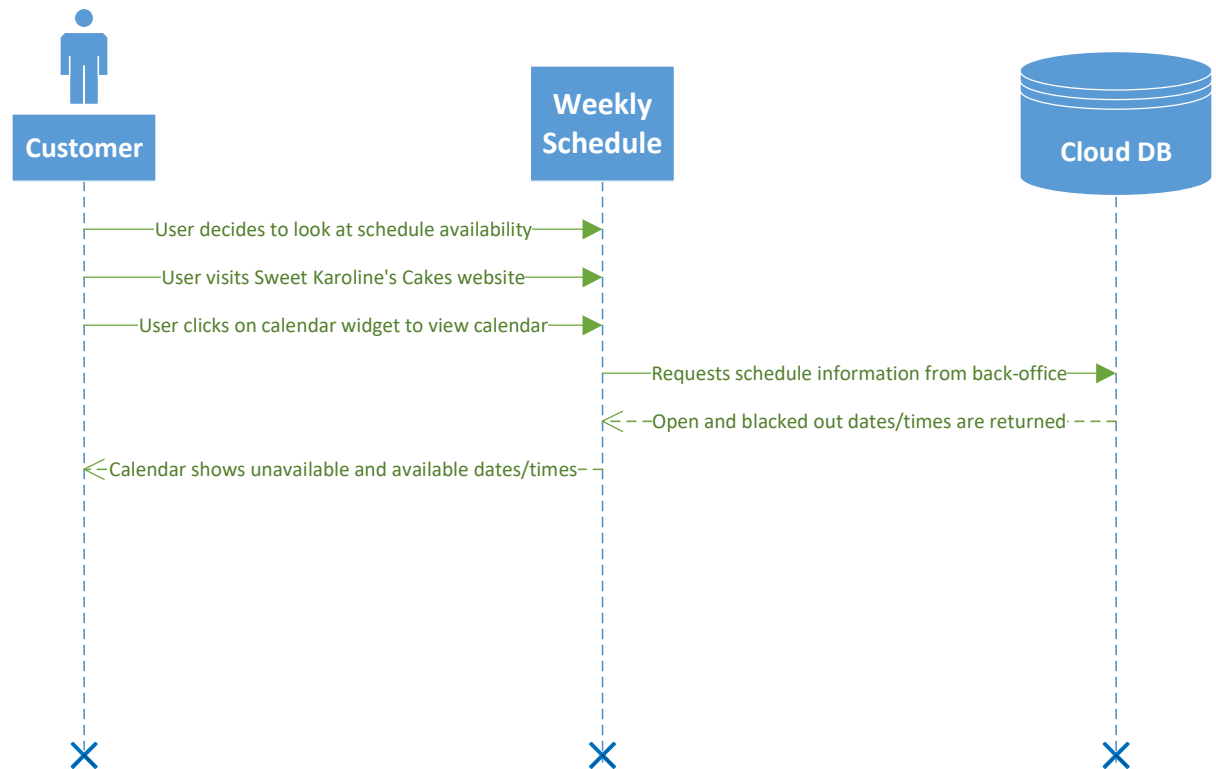 Customer
Weekly
Schedule
Cloud DB
User decides to look at schedule availability
User visits Sweet Karoline's Cakes website
User clicks on calendar widget to view calendar
Requests schedule information from back-office
Open and blacked out dates/times are returned
Calendar shows unavailable and available dates/times